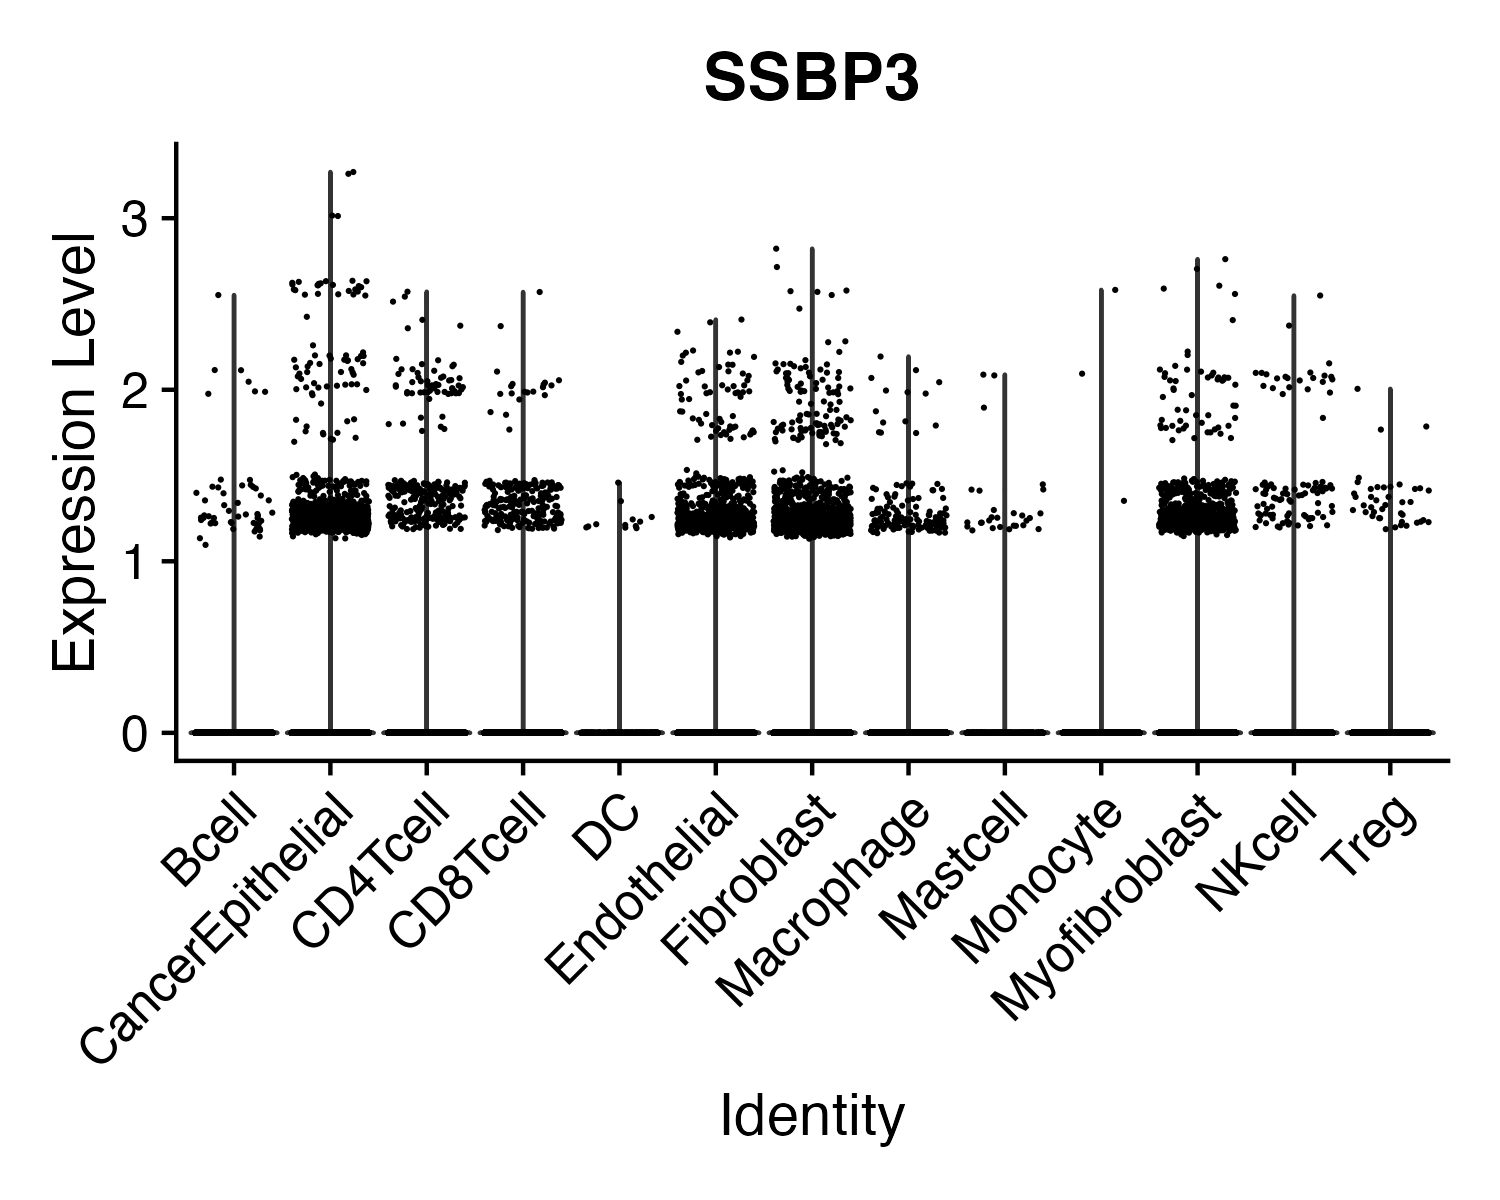 SSBP3
Expression Level
3
2
1
0
Bcell
CancerEpithelial
CD4Tcell
CD8Tcell
DC
Endothelial
Fibroblast
Macrophage
Mastcell
Monocyte
Myofibroblast
NKcell
Treg
Identity